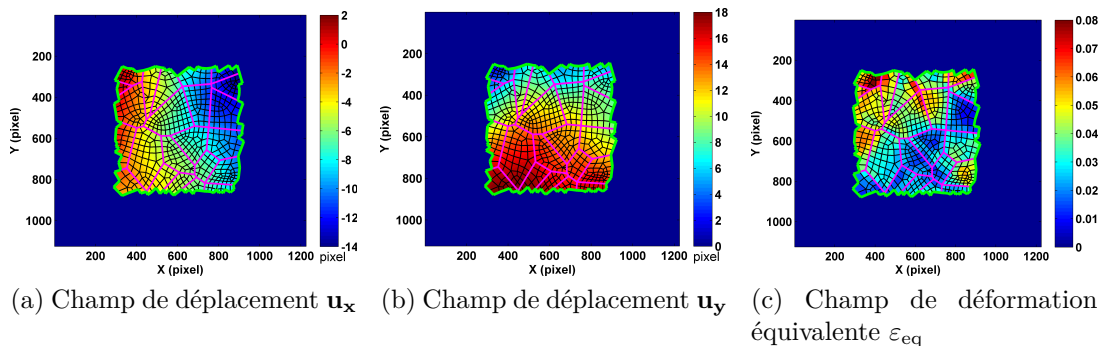 200
400
600
800
1000
Y (pixel)
200 400 600 800 1000 1200
X (pixel)
2
0
-2
-4
-6
-8
-10
-12
-14
pixel
(a) Champ de déplacement ux
200
400
600
800
1000
Y (pixel)
200 400 600 800 1000 1200
X (pixel)
18
16
14
12
10
8
6
4
2
0
pixel
(b) Champ de déplacement uy
200
400
600
800
1000
Y (pixel)
200 400 600 800 1000 1200
X (pixel)
0.08
0.07
0.06
0.05
0.04
0.03
0.02
0.01
0
(c) Champ de déformation
équivalente εeq